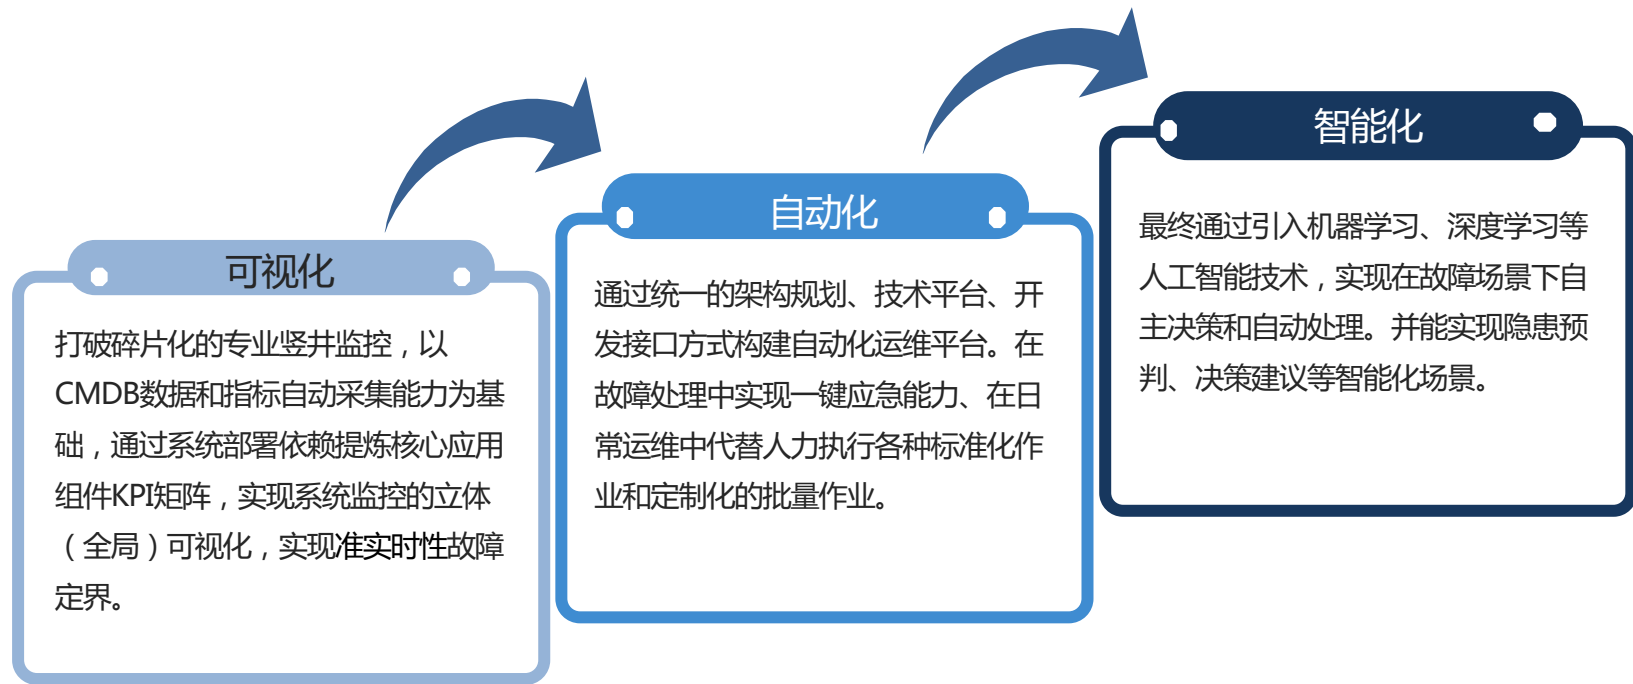 可视化
打破碎片化的专业竖井监控，以
CMDB数据和指标自动采集能力为基
础，通过系统部署依赖提炼核心应用
组件KPI矩阵，实现系统监控的立体
（全局）可视化，实现准实时性故障
定界。
自动化
通过统一的架构规划、技术平台、开
发接口方式构建自动化运维平台。在
故障处理中实现一键应急能力、在日
常运维中代替人力执行各种标准化作
业和定制化的批量作业。
智能化
最终通过引入机器学习、深度学习等
人工智能技术，实现在故障场景下自
主决策和自动处理。并能实现隐患预
判、决策建议等智能化场景。